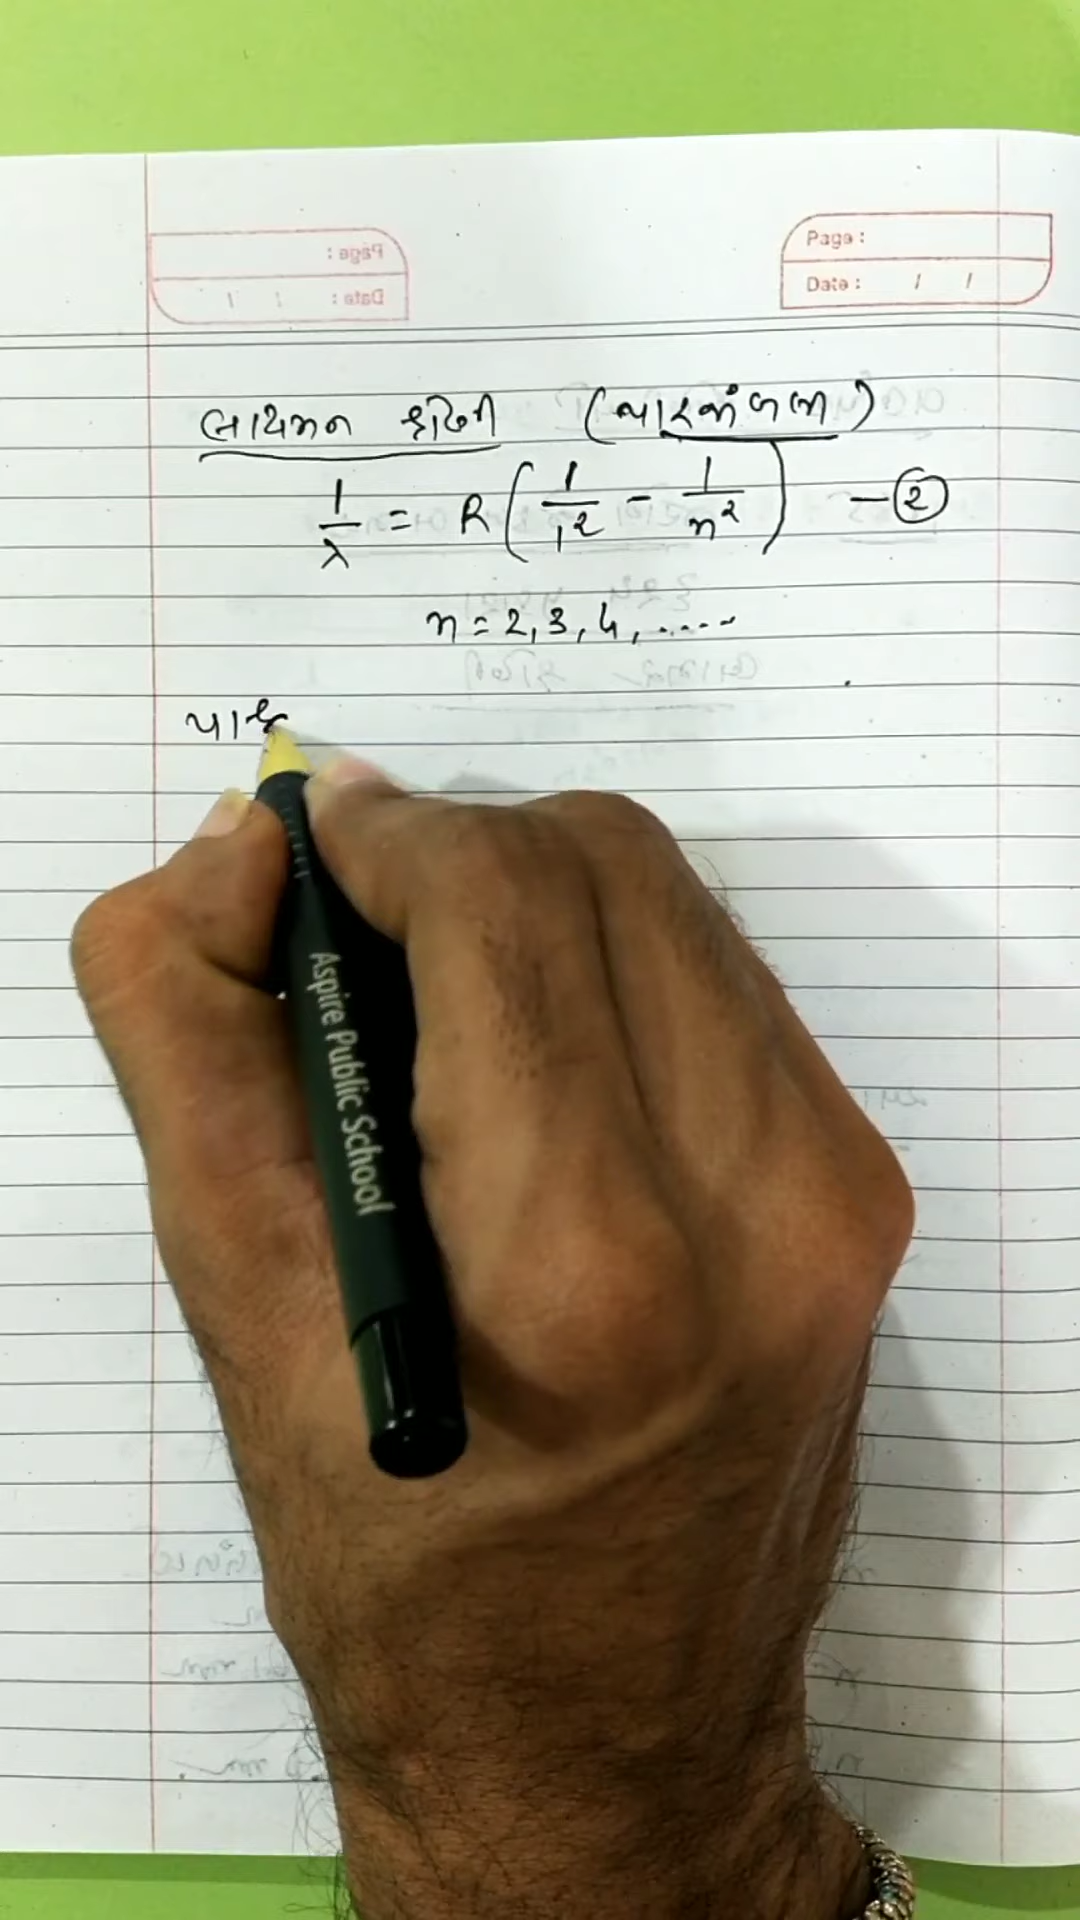 Page :
Date : / /
લાયમન શ્રેણી (પારજાંબલી)
1/λ = R ( 1/1² - 1/n² ) - ②
n = 2, 3, 4, .....
Aspire Public School